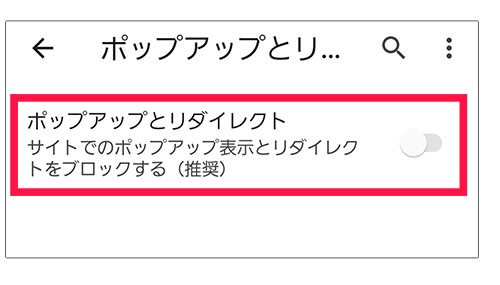 ポップアップとリ...
ポップアップとリダイレクト
サイトでのポップアップ表示とリダイレク
トをブロックする（推奨）